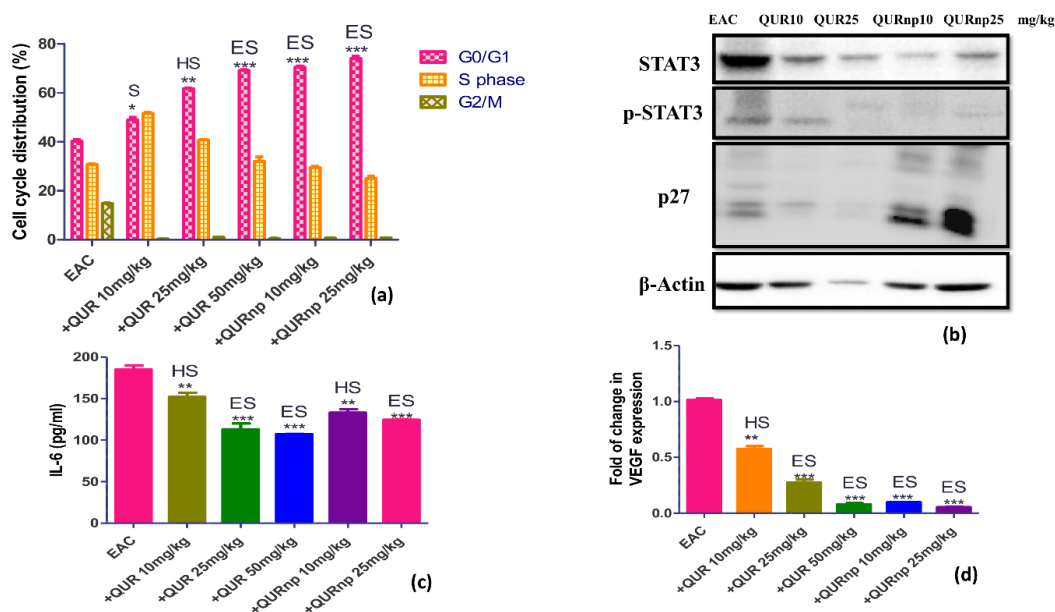 Cell cycle distribution (%)
80
60
40
20
0
S
*
HS
**
ES
***
ES
***
ES
***
G0/G1
S phase
G2/M
EAC
+QUR 10mg/kg
+QUR 25mg/kg
+QUR 50mg/kg
+QURnp 10mg/kg
+QURnp 25mg/kg
(a)
EAC QUR10 QUR25 QURnp10 QURnp25 mg/kg
STAT3
p-STAT3
p27
β-Actin
(b)
IL-6 (pg/ml)
200
150
100
50
0
HS
**
ES
***
ES
***
HS
**
ES
***
EAC
+QUR 10mg/kg
+QUR 25mg/kg
+QUR 50mg/kg
+QURnp 10mg/kg
+QURnp 25mg/kg
(c)
Fold of change in
VEGF expression
1.5
1.0
0.5
0.0
HS
**
ES
***
ES
***
ES
***
ES
***
EAC
+QUR 10mg/kg
+QUR 25mg/kg
+QUR 50mg/kg
+QURnp 10mg/kg
+QURnp 25mg/kg
(d)